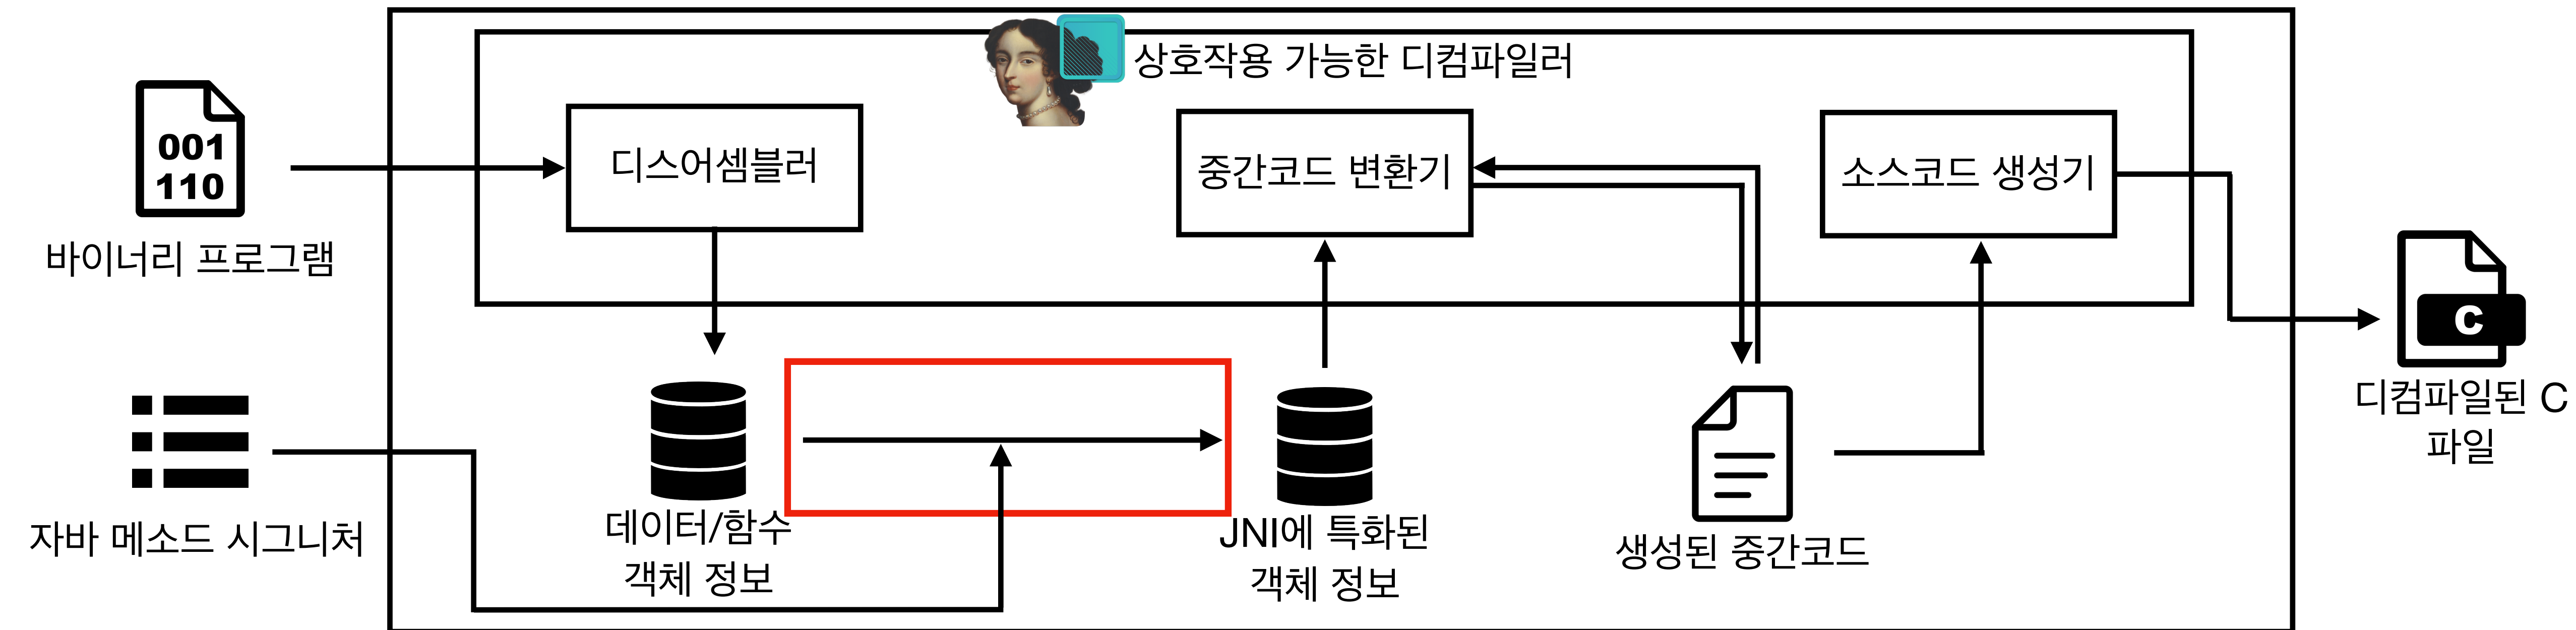 상호작용 가능한 디컴파일러
001
110
바이너리 프로그램
디스어셈블러
중간코드 변환기
소스코드 생성기
C
디컴파일된 C
파일
자바 메소드 시그니처
데이터/함수
객체 정보
JNI에 특화된
객체 정보
생성된 중간코드